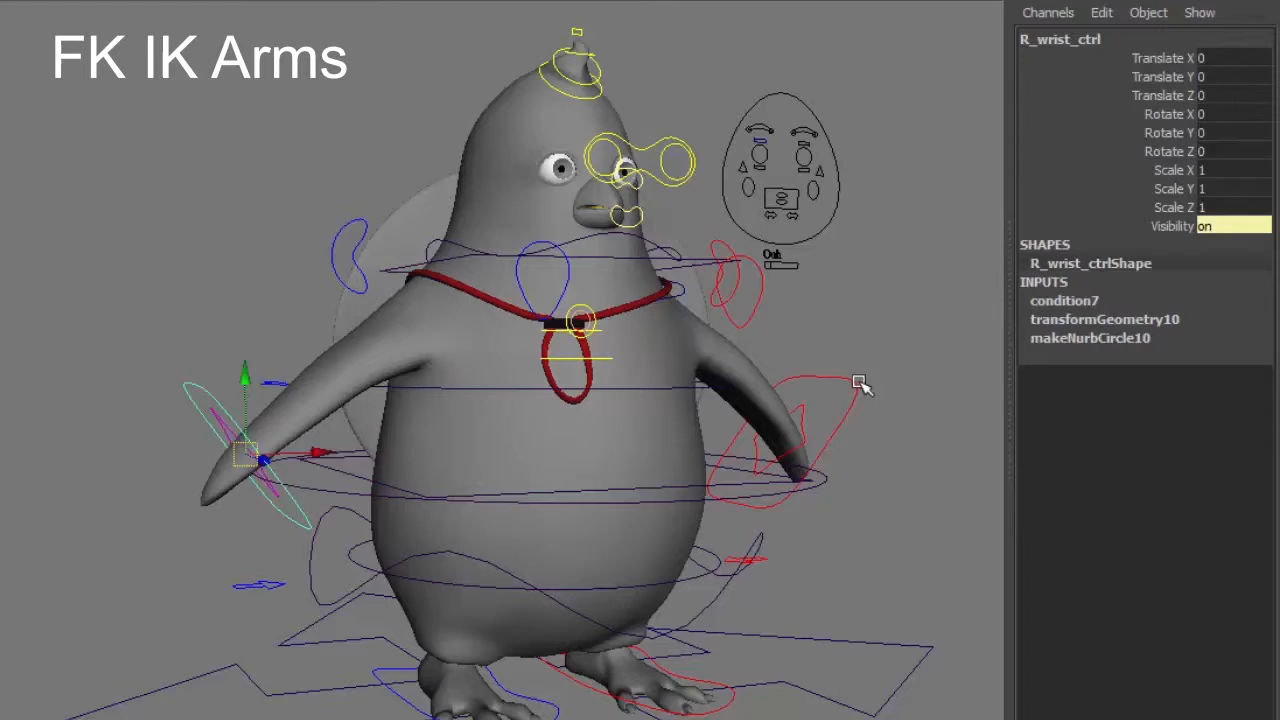 FK IK Arms
Channels Edit Object Show
R_wrist_ctrl
Translate X 0
Translate Y 0
Translate Z 0
Rotate X 0
Rotate Y 0
Rotate Z 0
Scale X 1
Scale Y 1
Scale Z 1
Visibility on
SHAPES
R_wrist_ctrlShape
INPUTS
condition7
transformGeometry10
makeNurbCircle10
Ouh